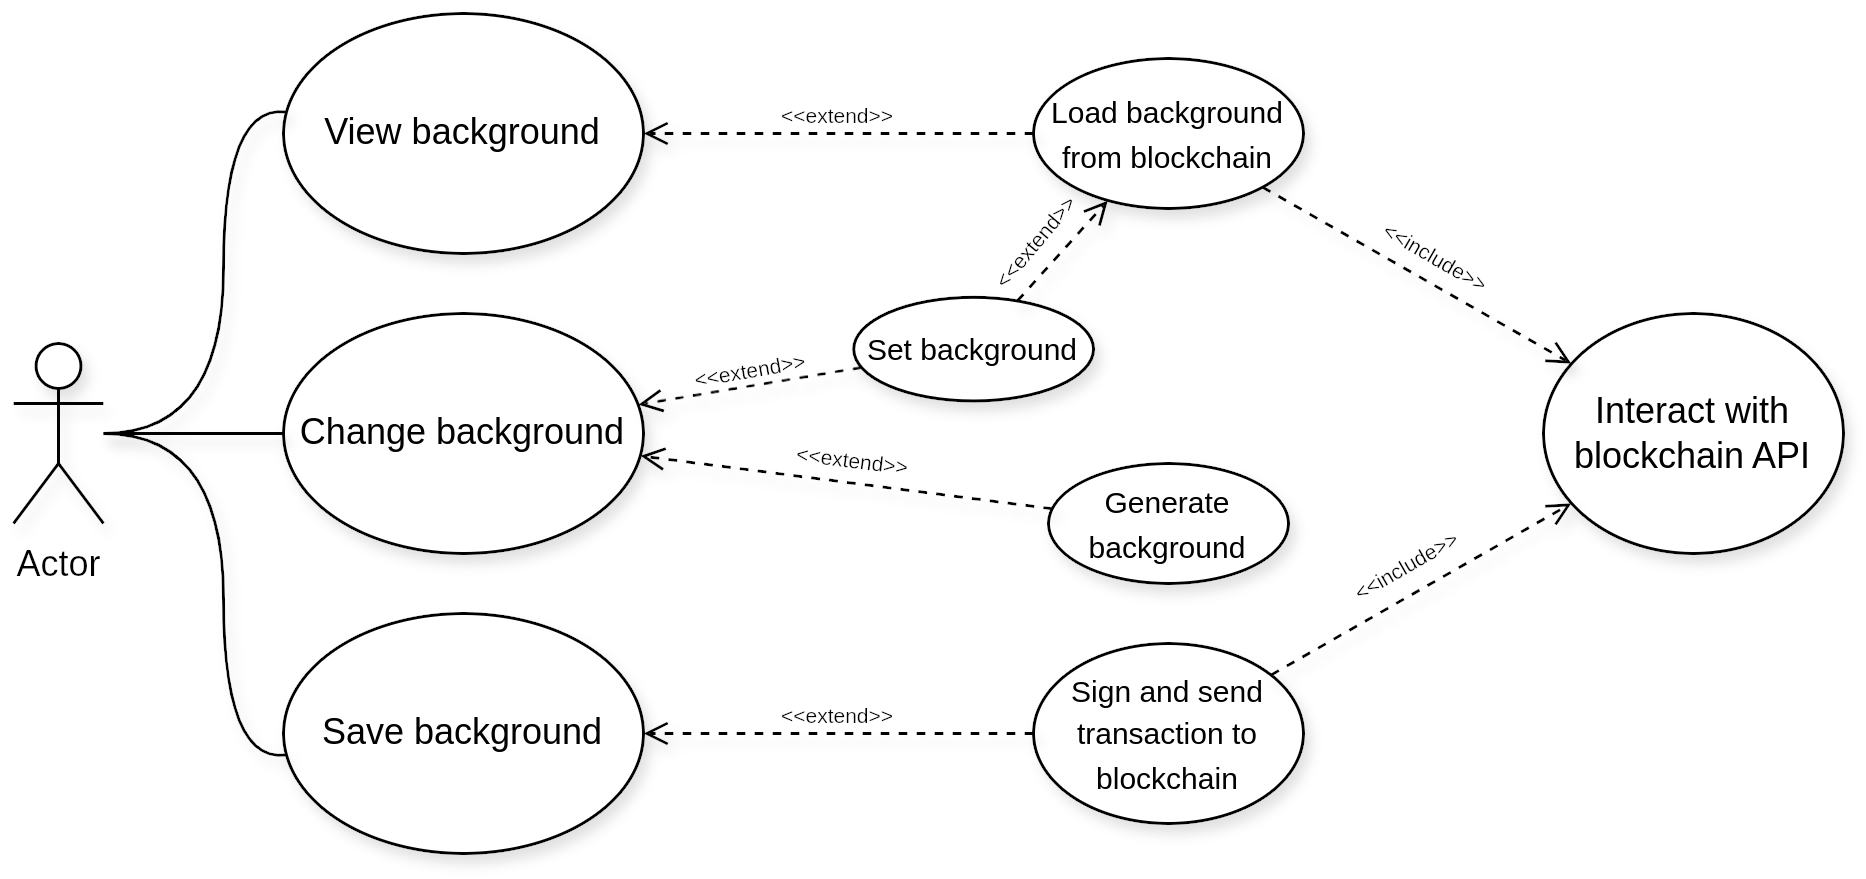 View background
<<extend>>
Load background
from blockchain
<<extend>>
<<include>>
Set background
<<extend>>
Change background
<<extend>>
Generate
background
Interact with
blockchain API
Actor
<<include>>
Save background
<<extend>>
Sign and send
transaction to
blockchain